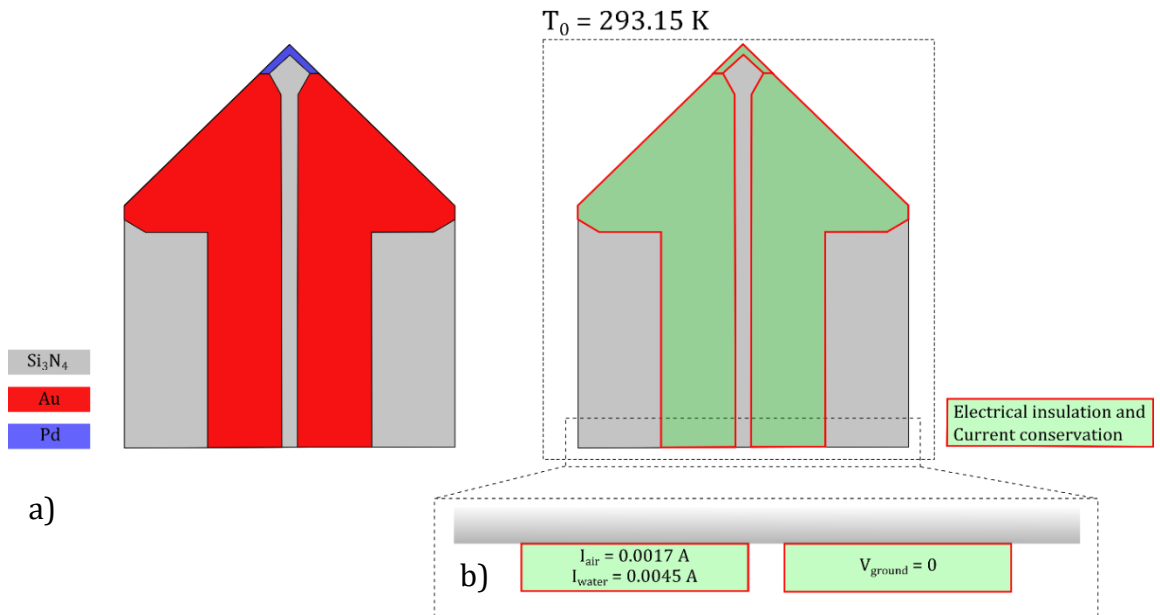 T₀ = 293.15 K
Si₃N₄
Au
Pd
a)
Electrical insulation and
Current conservation
b)
I_air = 0.0017 A
I_water = 0.0045 A
V_ground = 0